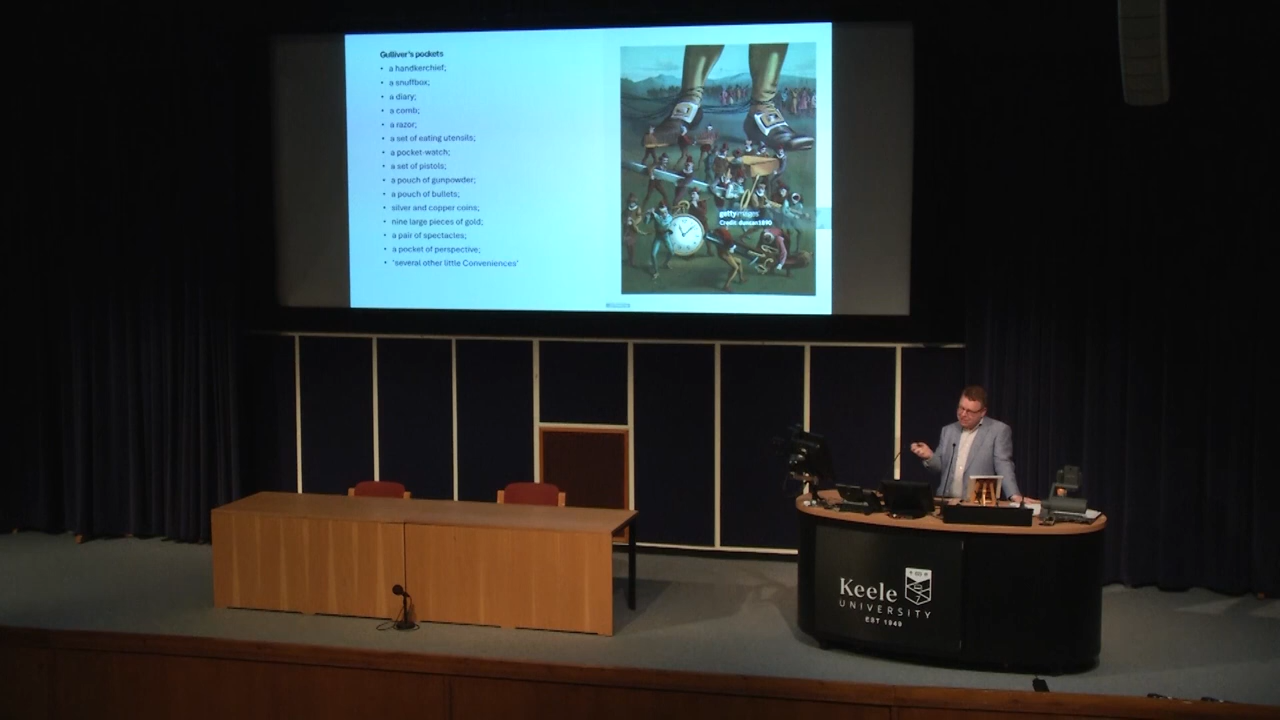 Gulliver's pockets
• a handkerchief;
• a snuffbox;
• a diary;
• a comb;
• a razor;
• a set of eating utensils;
• a pocket-watch;
• a set of pistols;
• a pouch of gunpowder;
• a pouch of bullets;
• silver and copper coins;
• nine large pieces of gold;
• a pair of spectacles;
• a pocket of perspective;
• 'several other little Conveniences'
gettyimages
Credit: duncan1890
Keele
UNIVERSITY
EST 1949